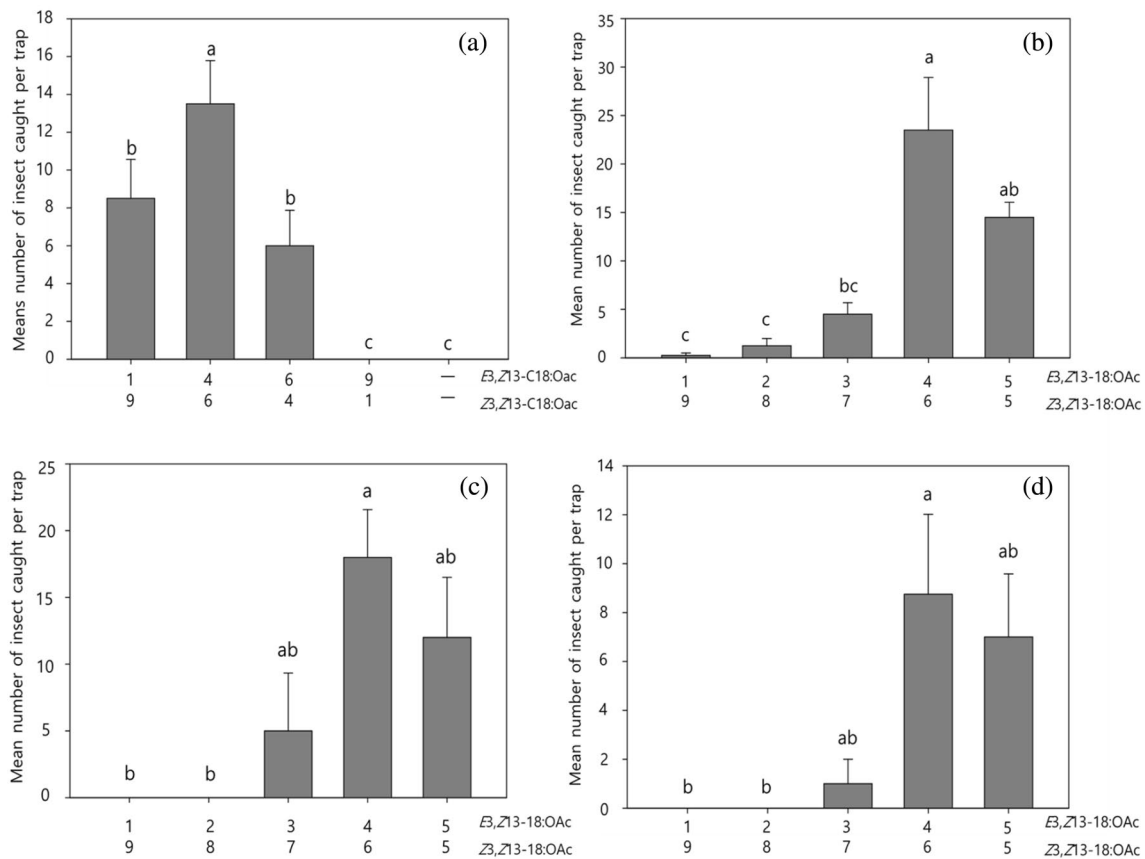 (a)
Means number of insect caught per trap
18
16
14
12
10
8
6
4
2
0
b
a
b
c
c
1 4 6 9 — E3,Z13-C18:Oac
9 6 4 1 — Z3,Z13-C18:Oac
(b)
Mean number of insect caught per trap
35
30
25
20
15
10
5
0
c
c
bc
a
ab
1 2 3 4 5 E3,Z13-18:OAc
9 8 7 6 5 Z3,Z13-18:OAc
(c)
Mean number of insect caught per trap
25
20
15
10
5
0
b
b
ab
a
ab
1 2 3 4 5 E3,Z13-18:OAc
9 8 7 6 5 Z3,Z13-18:OAc
(d)
Mean number of insect caught per trap
14
12
10
8
6
4
2
0
b
b
ab
a
ab
1 2 3 4 5 E3,Z13-18:OAc
9 8 7 6 5 Z3,Z13-18:OAc